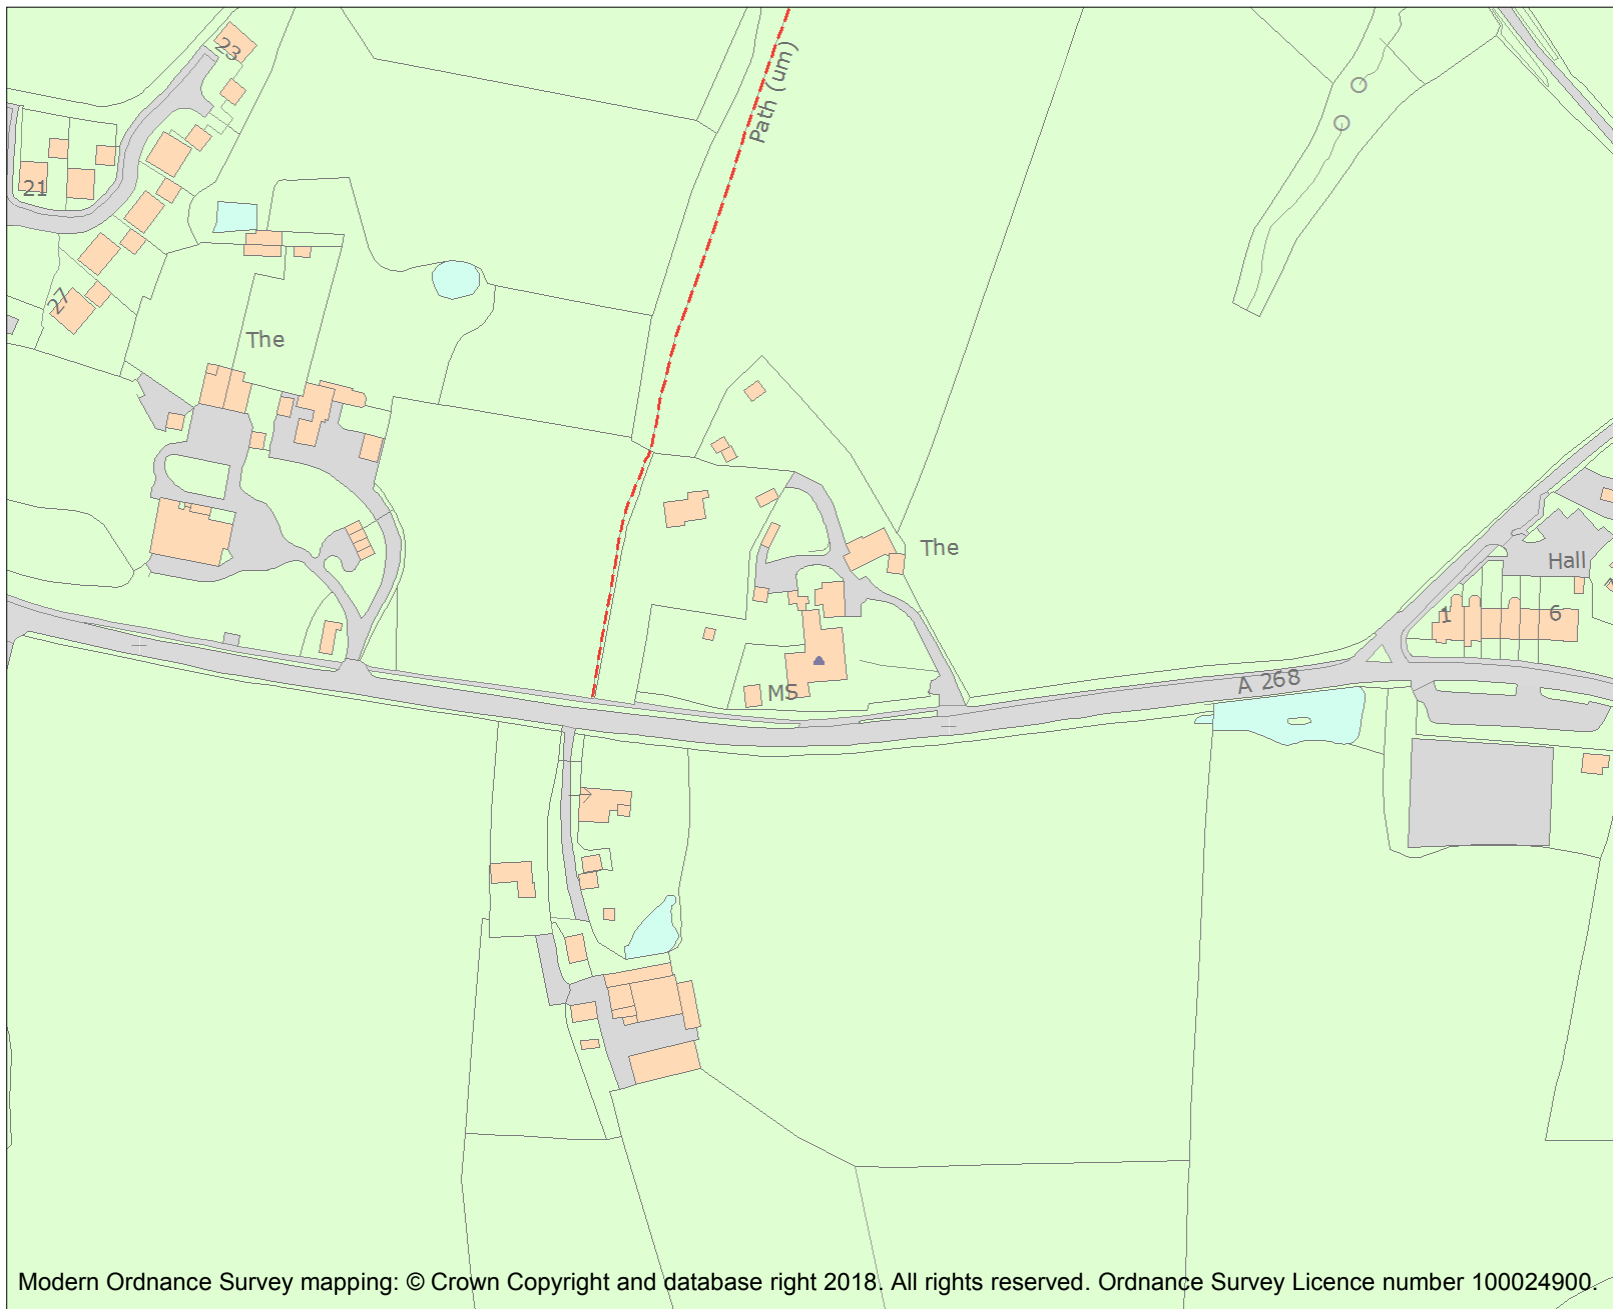 23
Path (um)
21
27
The
The
Hall
1
6
A 268
MS
Modern Ordnance Survey mapping: © Crown Copyright and database right 2018. All rights reserved. Ordnance Survey Licence number 100024900.